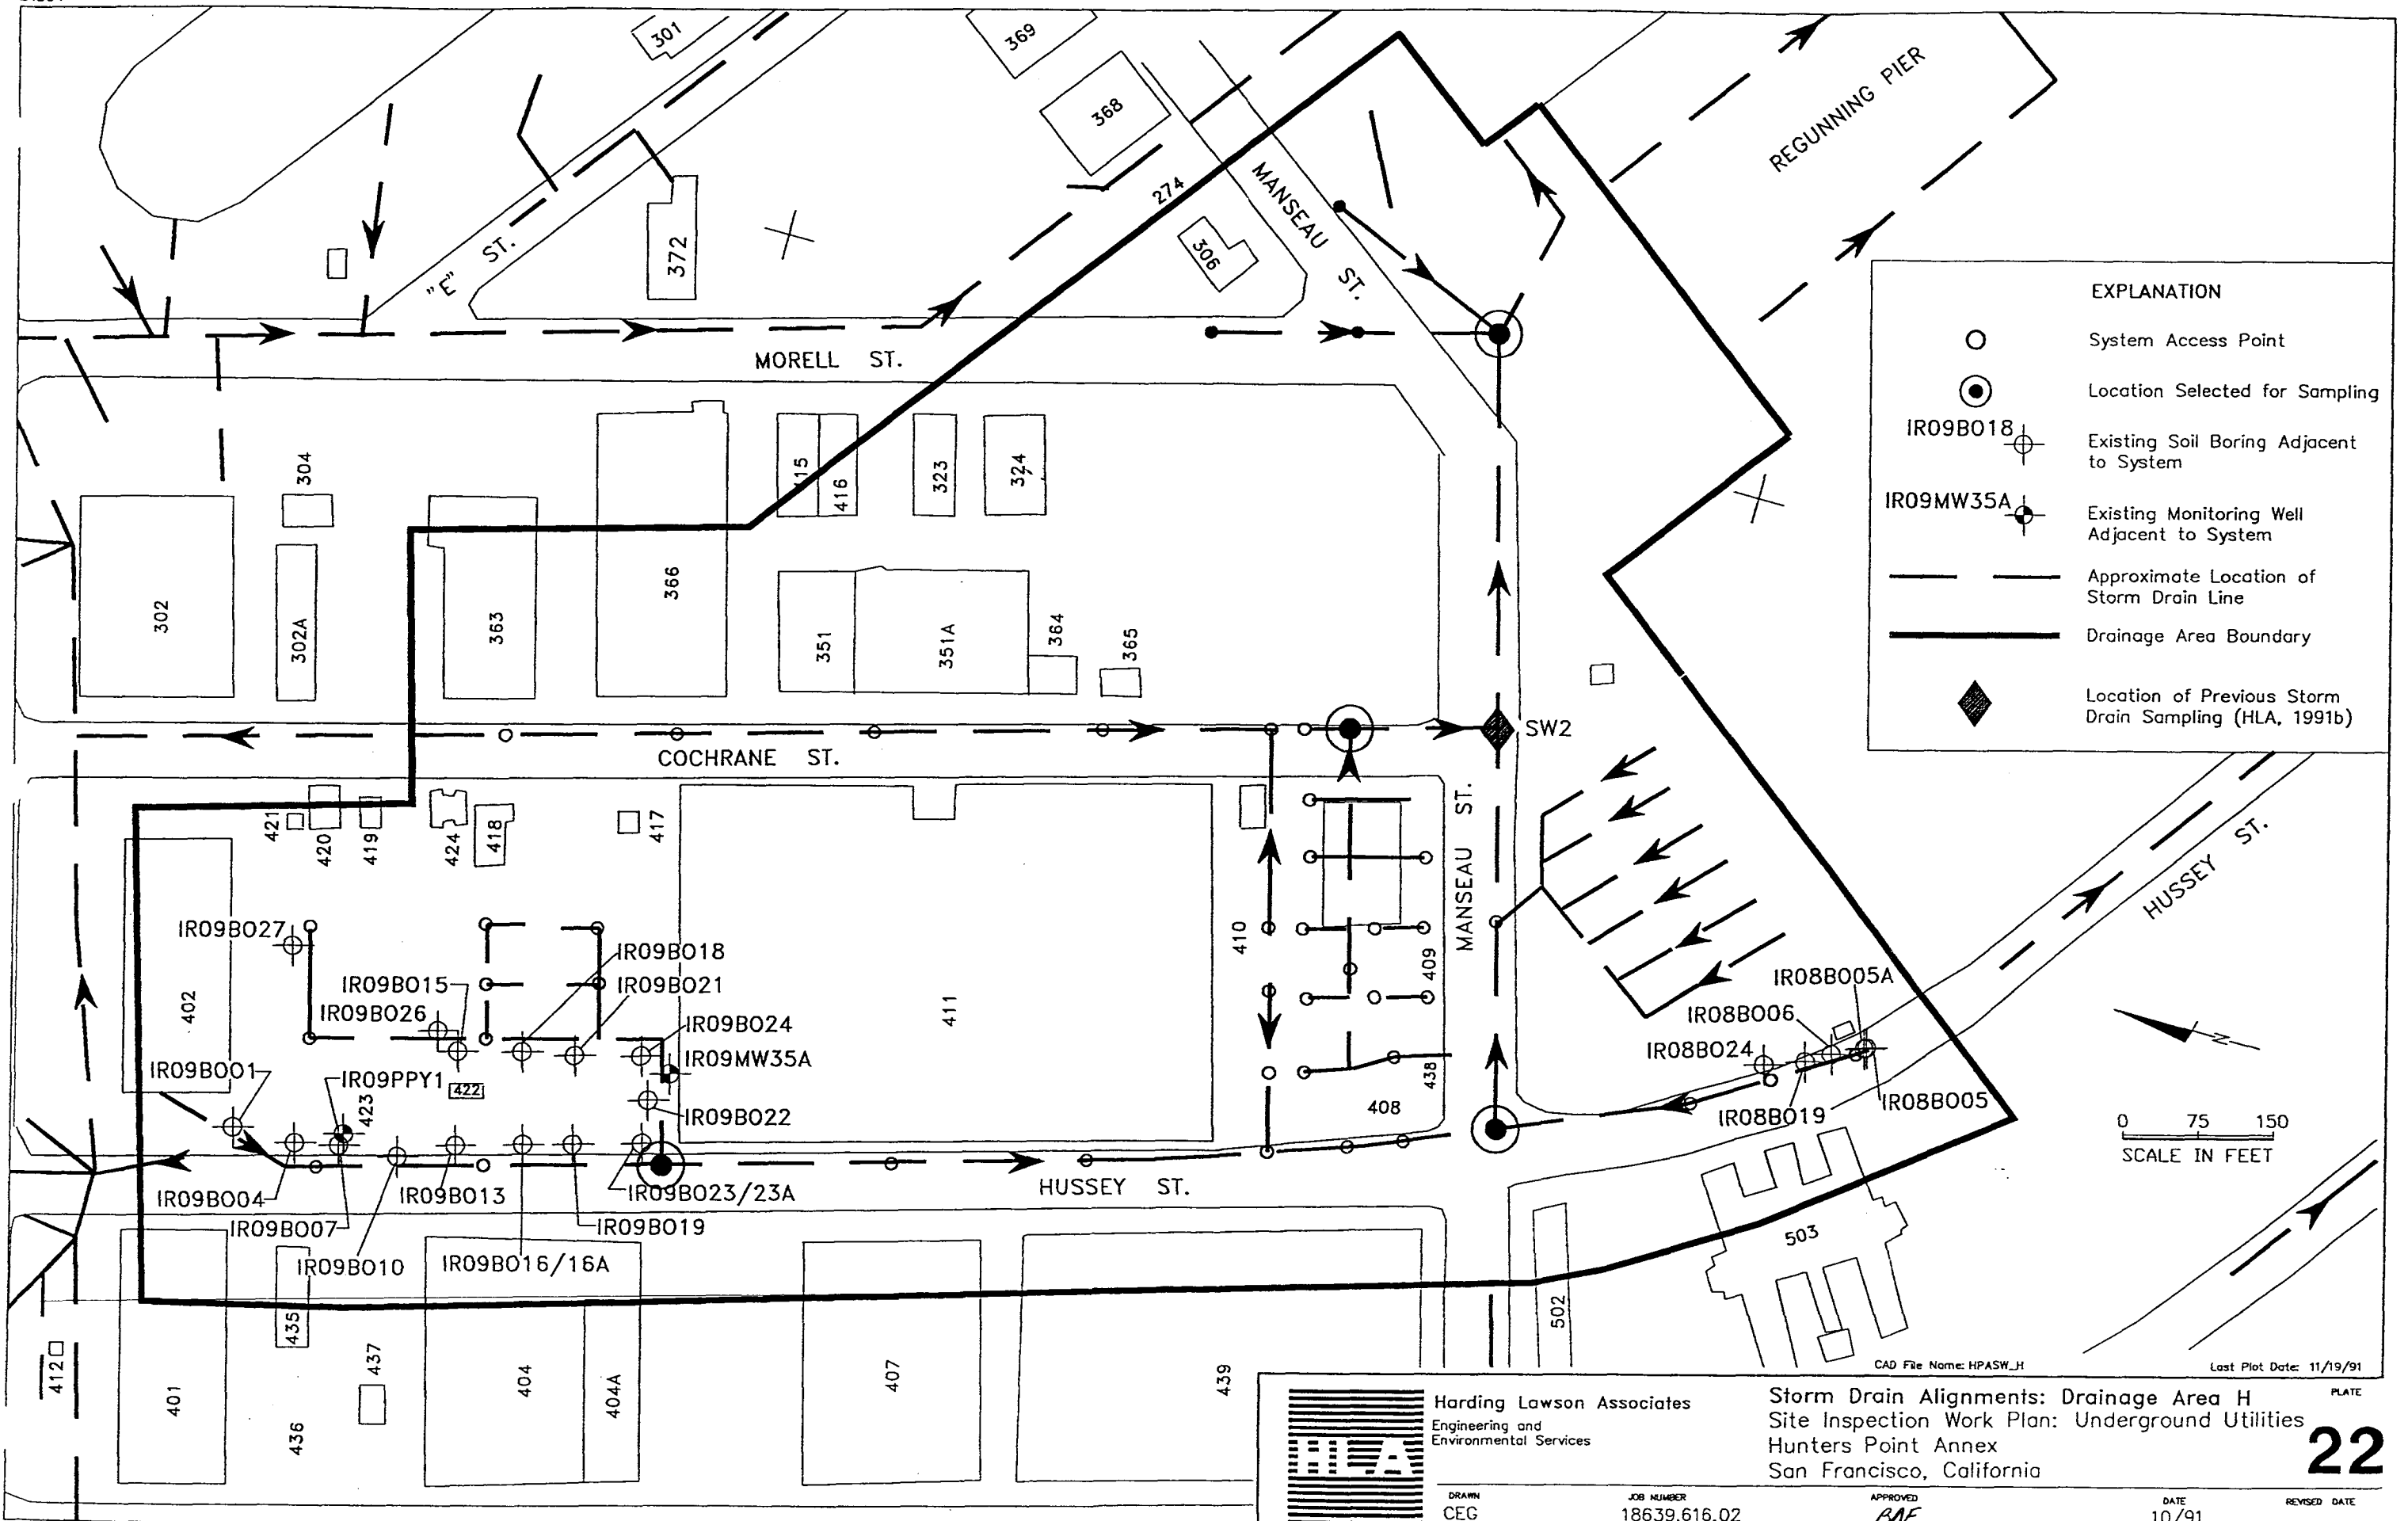 301
369
368
REGUNNING PIER
274
MANSEAU ST.
306
372
"E" ST.
MORELL ST.
EXPLANATION
System Access Point
Location Selected for Sampling
IR09B018
Existing Soil Boring Adjacent
to System
IR09MW35A
Existing Monitoring Well
Adjacent to System
Approximate Location of
Storm Drain Line
Drainage Area Boundary
Location of Previous Storm
Drain Sampling (HLA, 1991b)
304
416
323
324
302
302A
363
366
351
351A
364
365
SW2
COCHRANE ST.
421
420
419
424
418
417
MANSEAU ST.
HUSSEY ST.
402
411
410
409
438
408
IR09B027
IR09B018
IR09B015
IR09B021
IR09B026
IR09B024
IR09MW35A
IR09B001
IR09PPY1
422
423
IR09B022
IR08B005A
IR08B006
IR08B024
IR08B019
IR08B005
N
0 75 150
SCALE IN FEET
IR09B004
IR09B013
IR09B023/23A
HUSSEY ST.
IR09B007
IR09B019
IR09B010
IR09B016/16A
503
502
412
435
437
401
436
404
404A
407
439
CAD File Name: HPASW_H
Last Plot Date: 11/19/91
HLA
Harding Lawson Associates
Engineering and
Environmental Services
Storm Drain Alignments: Drainage Area H
Site Inspection Work Plan: Underground Utilities
Hunters Point Annex
San Francisco, California
PLATE
22
DRAWN
CEG
JOB NUMBER
18639,616.02
APPROVED
DATE
10/91
REVISED DATE